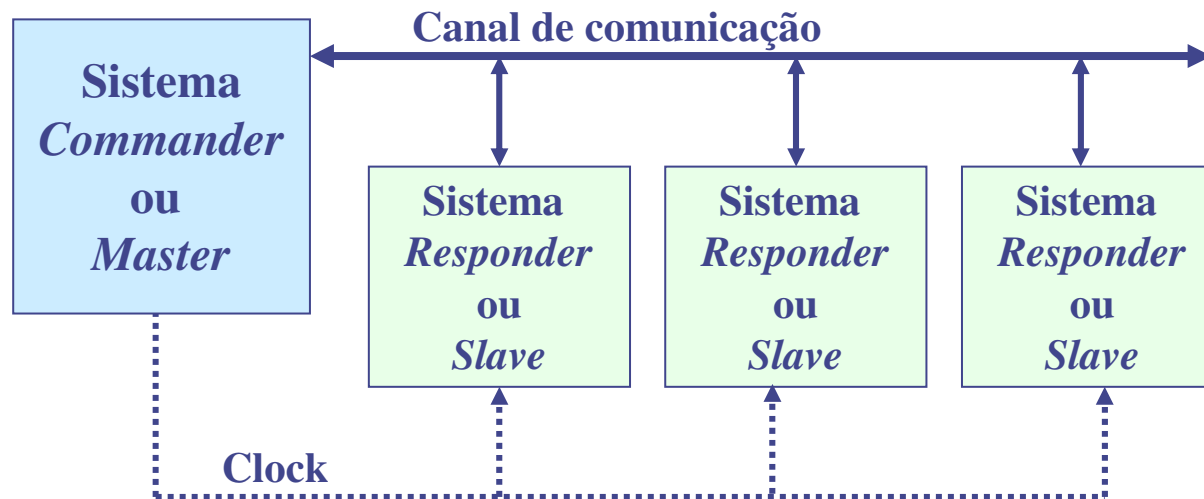 Canal de comunicação
Sistema
Commander
ou
Master
Sistema
Responder
ou
Slave
Sistema
Responder
ou
Slave
Sistema
Responder
ou
Slave
Clock